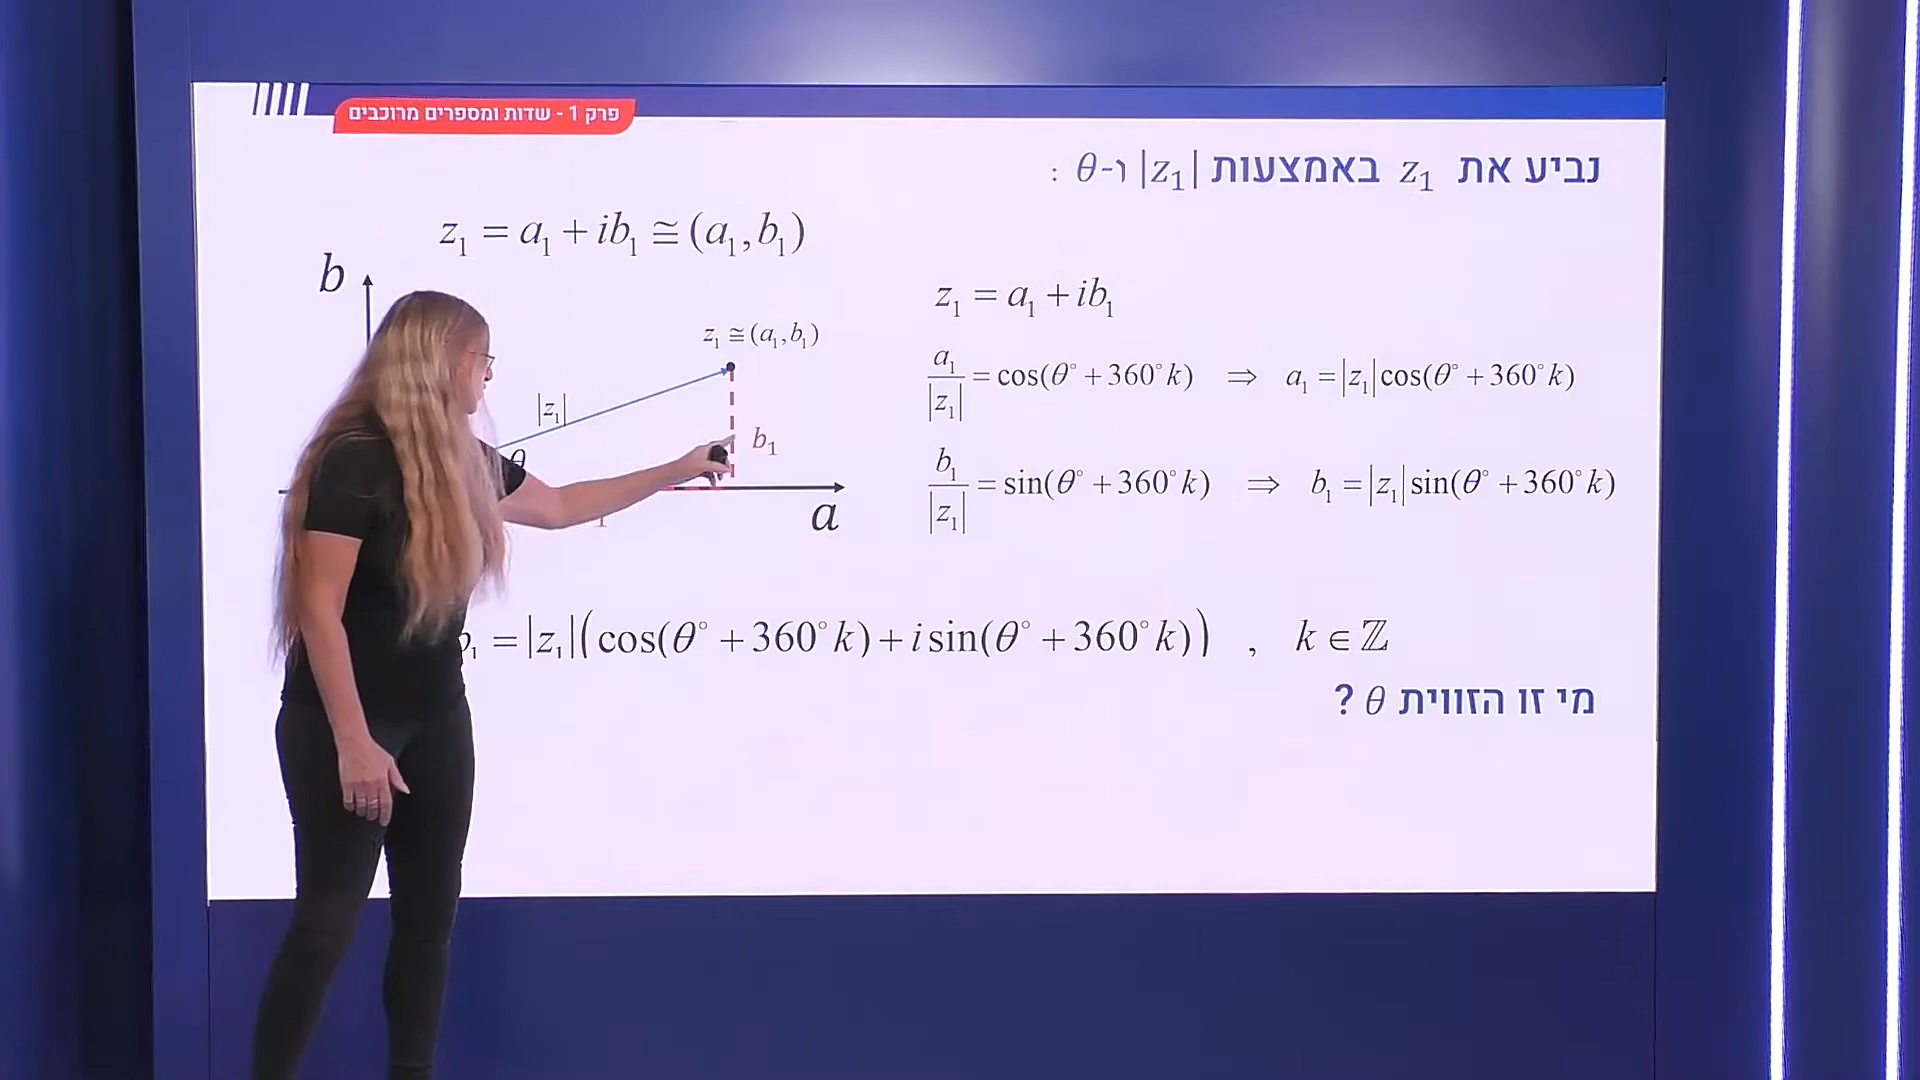 פרק 1 - שדות ומספרים מרוכבים
נביע את z₁ באמצעות |z₁| ו-θ :
z₁ = a₁ + ib₁ ≅ (a₁, b₁)
b
z₁ ≅ (a₁, b₁)
|z₁|
θ
b₁
a
z₁ = a₁ + ib₁
a₁/|z₁| = cos(θ° + 360°k) ⇒ a₁ = |z₁|cos(θ° + 360°k)
b₁/|z₁| = sin(θ° + 360°k) ⇒ b₁ = |z₁|sin(θ° + 360°k)
b₁ = |z₁|(cos(θ° + 360°k) + i sin(θ° + 360°k)) , k ∈ ℤ
מי זו הזווית θ ?